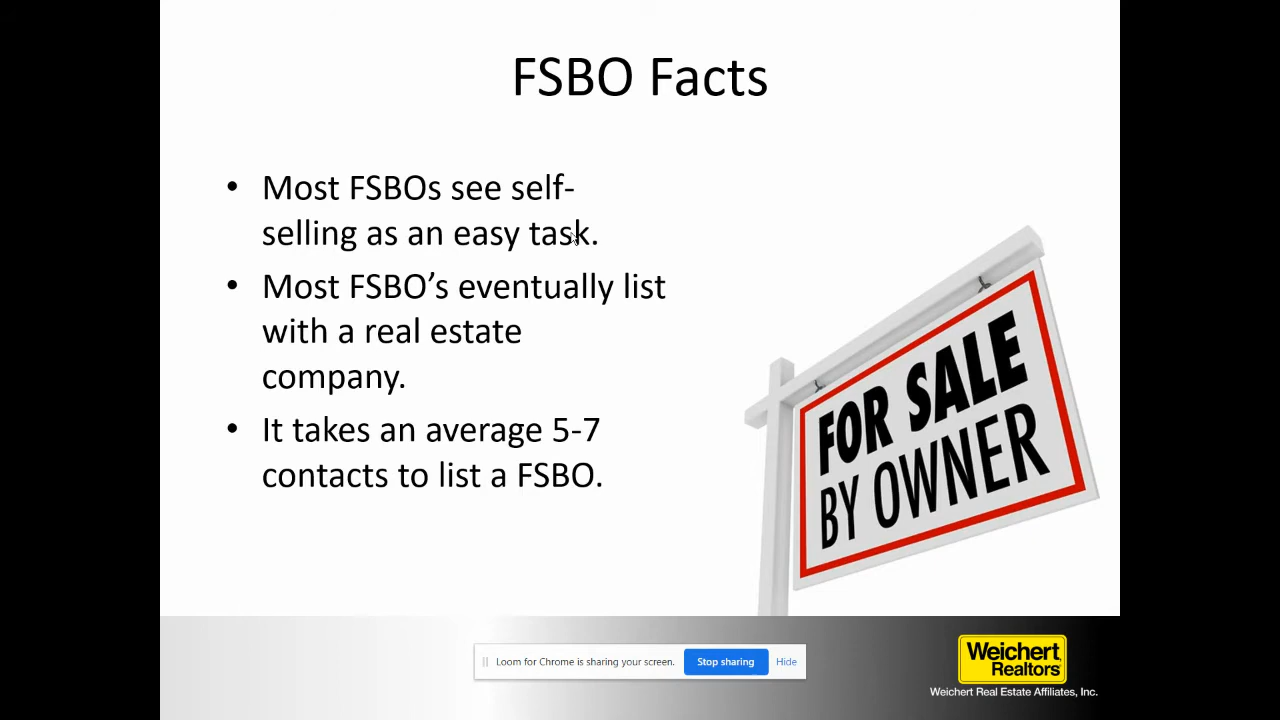 FSBO Facts
• Most FSBOs see self-
selling as an easy task.
• Most FSBO’s eventually list
with a real estate
company.
• It takes an average 5-7
contacts to list a FSBO.
FOR SALE
BY OWNER
Loom for Chrome is sharing your screen. Stop sharing Hide
Weichert
Realtors
Weichert Real Estate Affiliates, Inc.